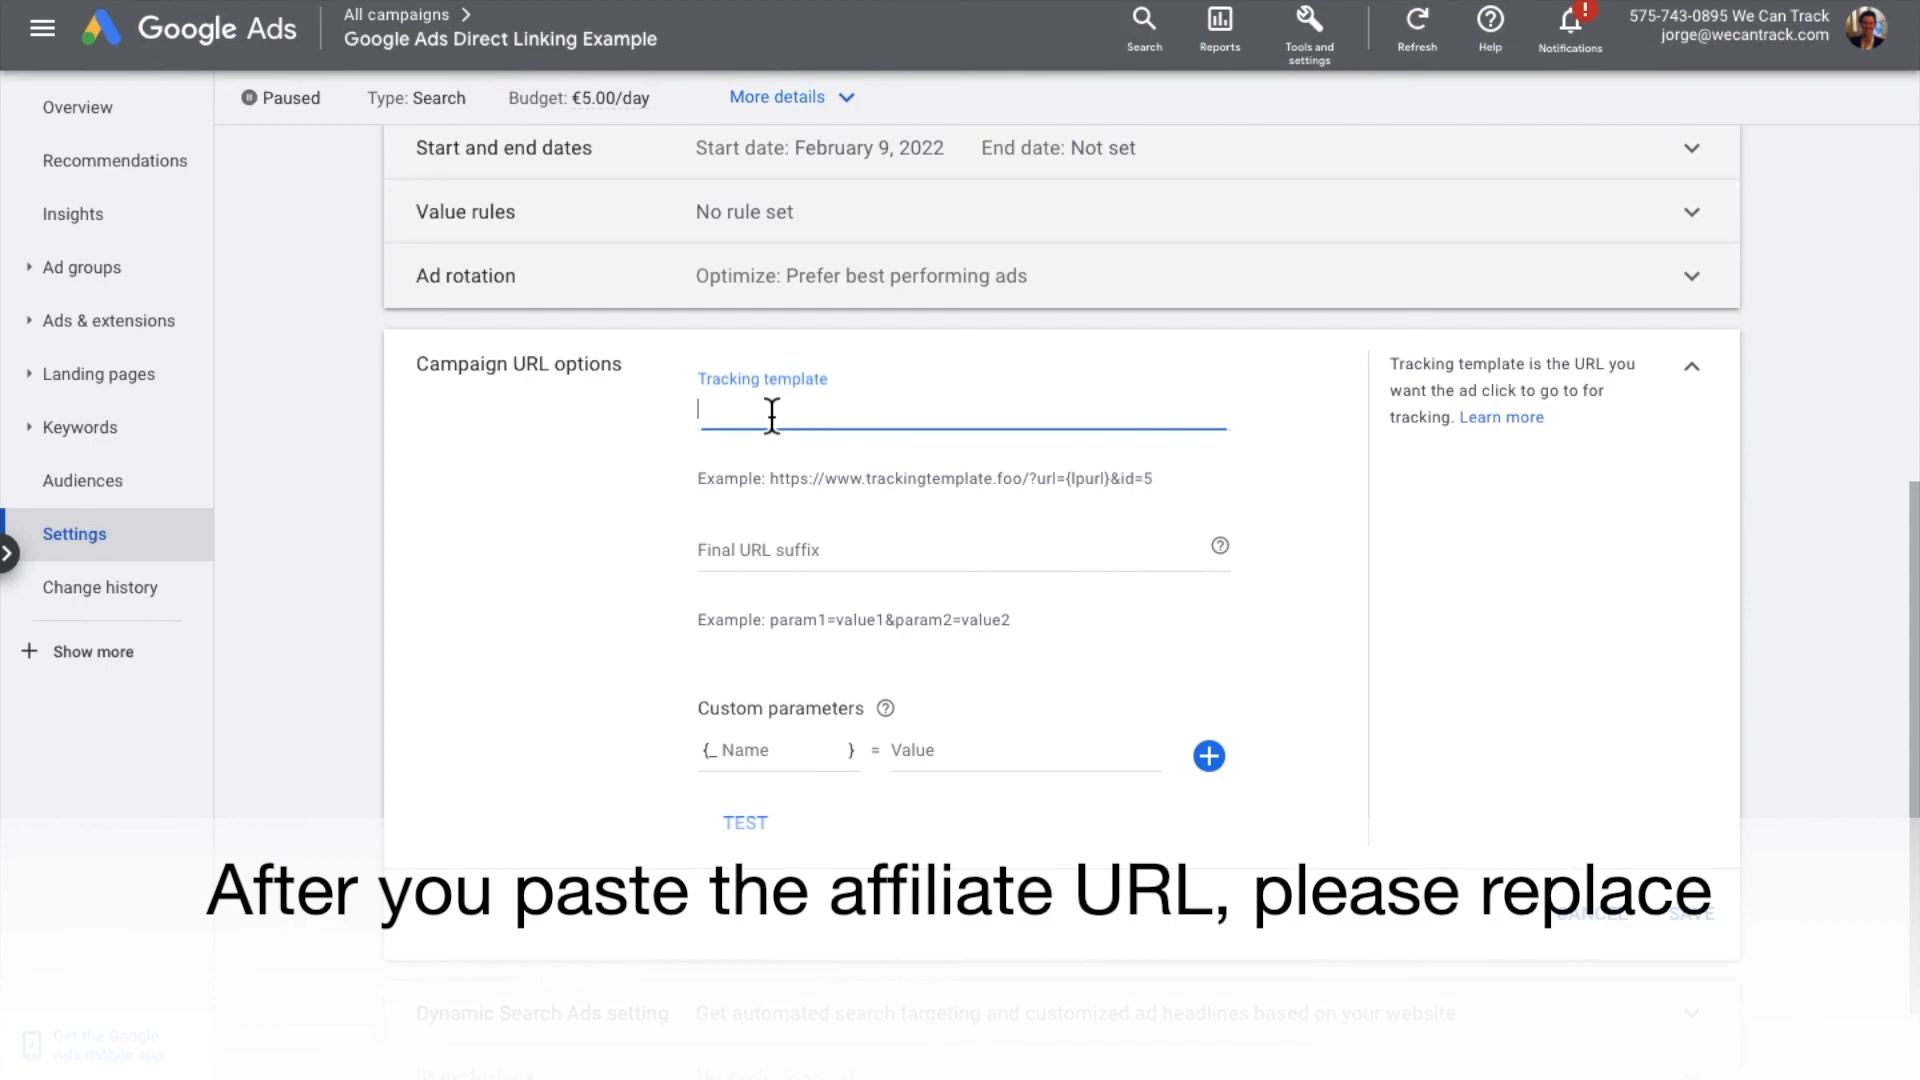 Google Ads
All campaigns
Google Ads Direct Linking Example
Search
Reports
Tools and
settings
Refresh
Help
!
Notifications
575-743-0895 We Can Track
jorge@wecantrack.com
Overview
Recommendations
Insights
Ad groups
Ads & extensions
Landing pages
Keywords
Audiences
Settings
Change history
Show more
Get the Google
Ads mobile app
Paused Type: Search Budget: €5.00/day More details
Start and end dates Start date: February 9, 2022 End date: Not set
Value rules No rule set
Ad rotation Optimize: Prefer best performing ads
Campaign URL options
Tracking template
Example: https://www.trackingtemplate.foo/?url={lpurl}&id=5
Final URL suffix
Example: param1=value1&param2=value2
Custom parameters
{_ Name } = Value
TEST
Tracking template is the URL you
want the ad click to go to for
tracking. Learn more
CANCEL SAVE
After you paste the affiliate URL, please replace
Dynamic Search Ads setting Get automated search targeting and customized ad headlines based on your website